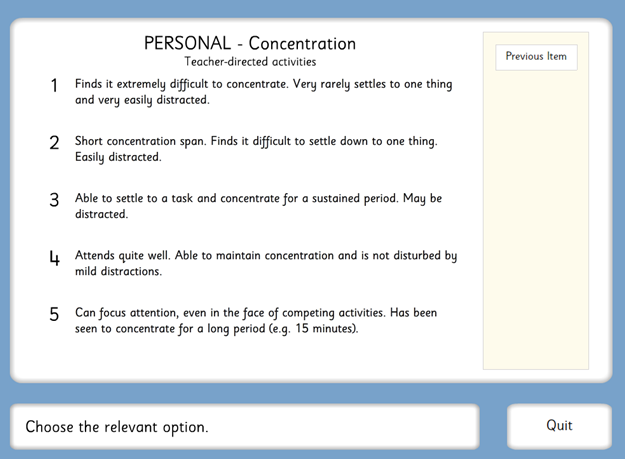 PERSONAL - Concentration
Teacher-directed activities
Previous Item
1 Finds it extremely difficult to concentrate. Very rarely settles to one thing
and very easily distracted.
2 Short concentration span. Finds it difficult to settle down to one thing.
Easily distracted.
3 Able to settle to a task and concentrate for a sustained period. May be
distracted.
4 Attends quite well. Able to maintain concentration and is not disturbed by
mild distractions.
5 Can focus attention, even in the face of competing activities. Has been
seen to concentrate for a long period (e.g. 15 minutes).
Choose the relevant option.
Quit